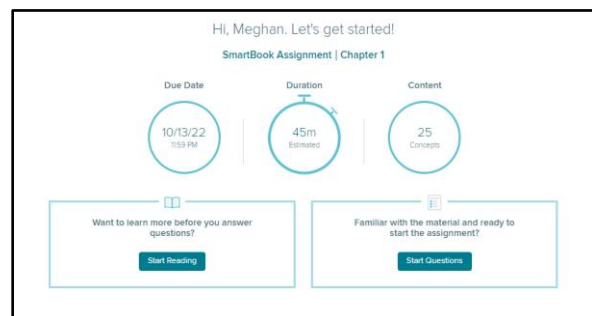 Hi, Meghan. Let's get started!
SmartBook Assignment | Chapter 1
Due Date
10/13/22
11:59 PM
Duration
45m
Estimated
Content
25
Concepts
Want to learn more before you answer
questions?
Start Reading
Familiar with the material and ready to
start the assignment?
Start Questions